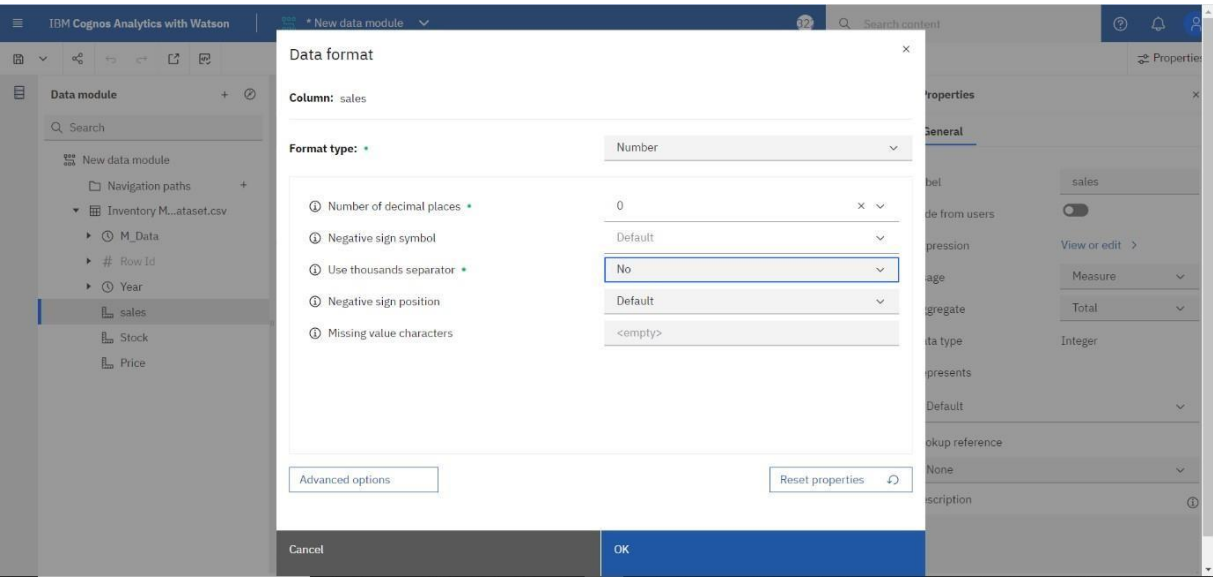 IBM Cognos Analytics with Watson
* New data module
32
Search content
Properties
Data module
Search
New data module
Navigation paths
Inventory M...ataset.csv
M_Data
# Row Id
Year
sales
Stock
Price
Data format
Column: sales
Format type:
Number
Number of decimal places
0
Negative sign symbol
Default
Use thousands separator
No
Negative sign position
Default
Missing value characters
<empty>
Advanced options
Reset properties
Cancel
OK
Properties
General
bel
sales
de from users
pression
View or edit >
age
Measure
gregate
Total
ta type
Integer
presents
Default
okup reference
None
scription